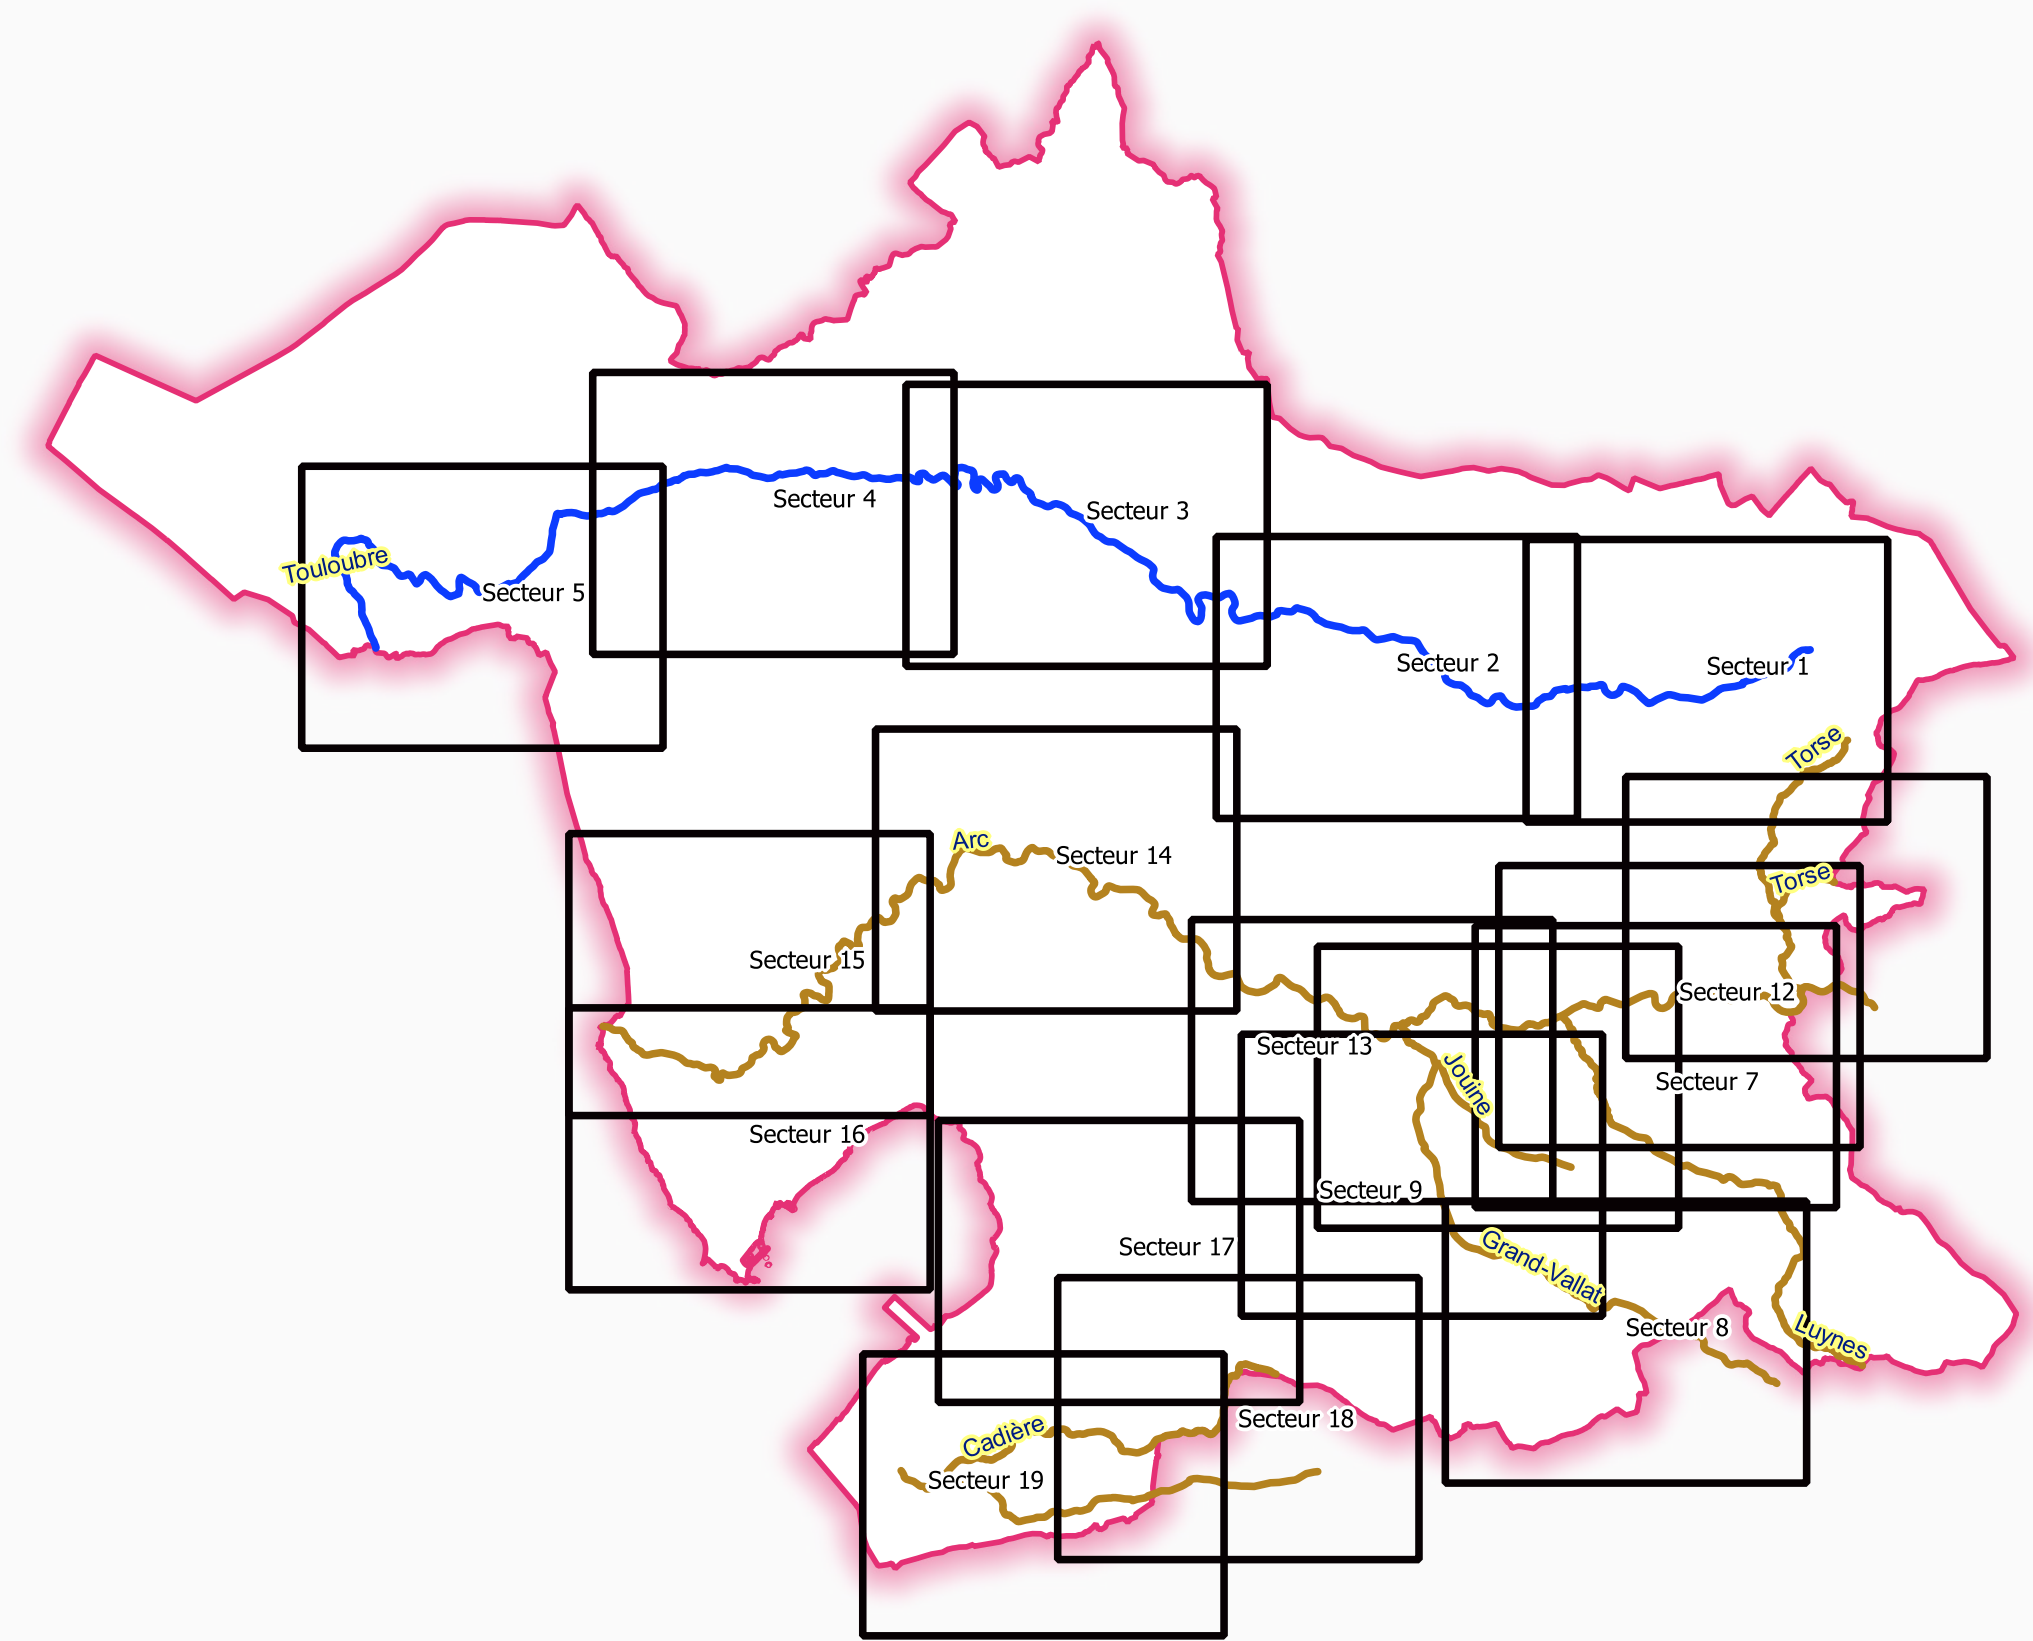 Secteur 4
Secteur 3
Touloubre
Secteur 5
Secteur 2
Secteur 1
Torse
Arc
Secteur 14
Torse
Secteur 15
Secteur 12
Secteur 13
Jouine
Secteur 7
Secteur 16
Secteur 9
Secteur 17
Grand-Vallat
Secteur 8
Luynes
Secteur 18
Cadière
Secteur 19